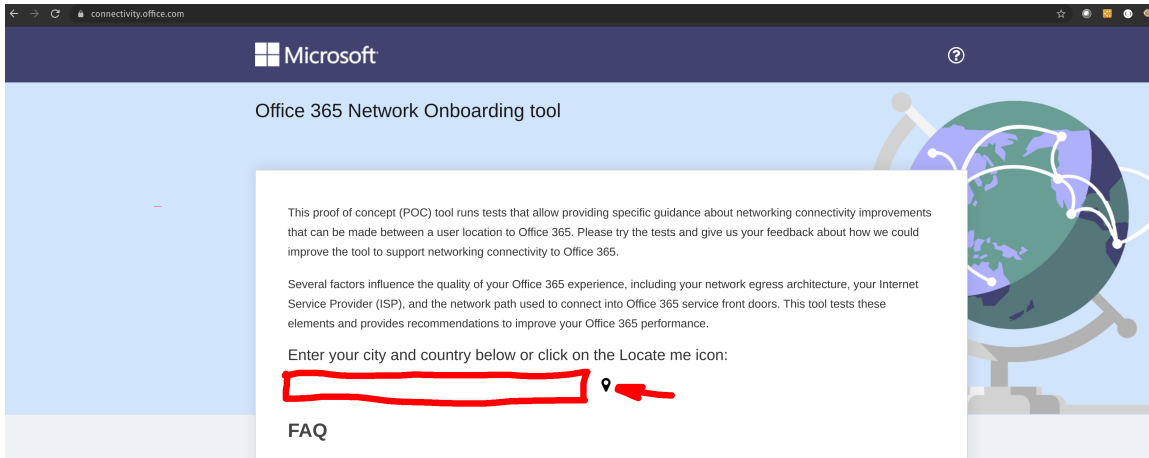 connectivity.office.com
Microsoft
Office 365 Network Onboarding tool
This proof of concept (POC) tool runs tests that allow providing specific guidance about networking connectivity improvements
that can be made between a user location to Office 365. Please try the tests and give us your feedback about how we could
improve the tool to support networking connectivity to Office 365.
Several factors influence the quality of your Office 365 experience, including your network egress architecture, your Internet
Service Provider (ISP), and the network path used to connect into Office 365 service front doors. This tool tests these
elements and provides recommendations to improve your Office 365 performance.
Enter your city and country below or click on the Locate me icon:
FAQ